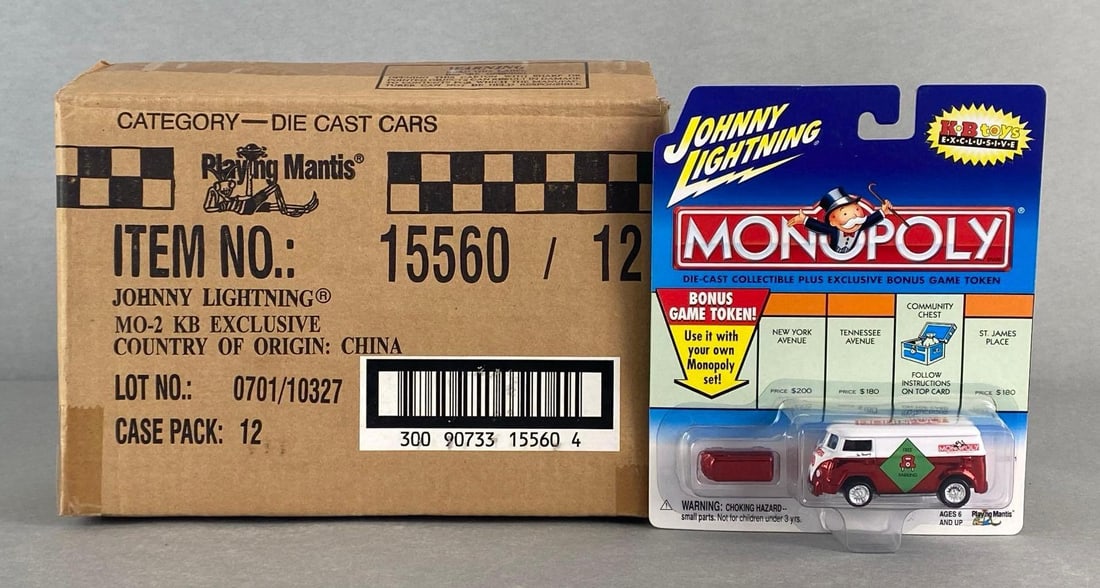 WARNING
CATEGORY — DIE CAST CARS
Playing Mantis®
ITEM NO.: 15560 / 12
JOHNNY LIGHTNING®
MO-2 KB EXCLUSIVE
COUNTRY OF ORIGIN: CHINA
LOT NO.: 0701/10327
CASE PACK: 12
300 90733 15560 4
JOHNNY
LIGHTNING
K·B toys
EXCLUSIVE
MONOPOLY®
DIE-CAST COLLECTIBLE PLUS EXCLUSIVE BONUS GAME TOKEN
BONUS
GAME TOKEN!
Use it with
your own
Monopoly
set!
NEW YORK
AVENUE
PRICE $200
TENNESSEE
AVENUE
PRICE $180
COMMUNITY
CHEST
FOLLOW
INSTRUCTIONS
ON TOP CARD
ST. JAMES
PLACE
PRICE $180
MONOPOLY
FREE
PARKING
WARNING: CHOKING HAZARD--
small parts. Not for children under 3 yrs.
AGES 6
AND UP
Playing Mantis